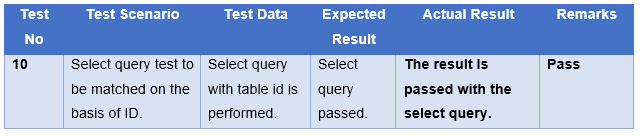 Test No	Test Scenario	Test Data	Expected Result	Actual Result	Remarks
10	Select query test to be matched on the basis of ID.	Select query with table id is performed.	Select query passed.	The result is passed with the select query.	Pass